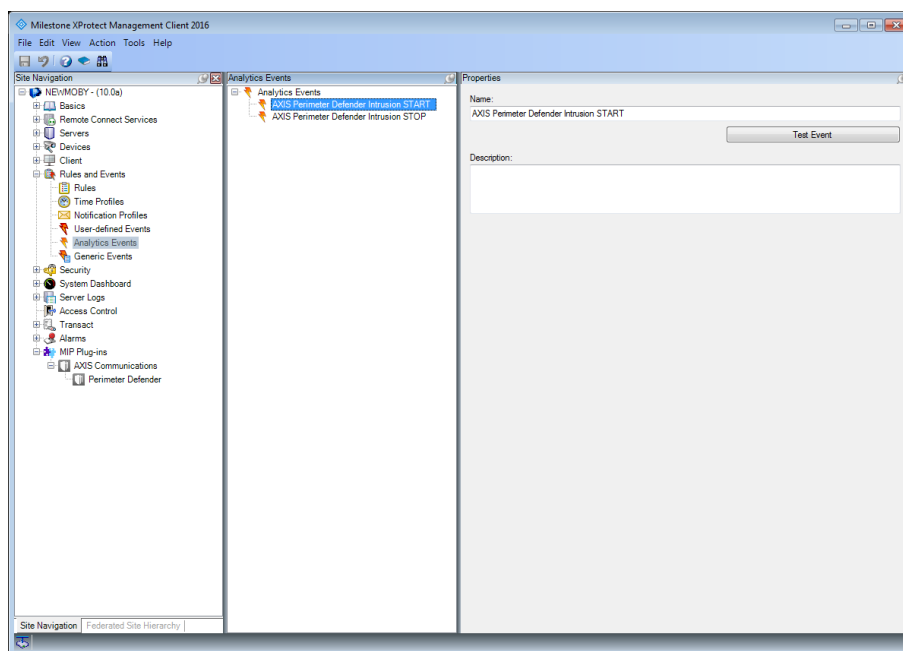 Milestone XProtect Management Client 2016
File Edit View Action Tools Help
Site Navigation
NEWMOBY - (10.0a)
Basics
Remote Connect Services
Servers
Devices
Client
Rules and Events
Rules
Time Profiles
Notification Profiles
User-defined Events
Analytics Events
Generic Events
Security
System Dashboard
Server Logs
Access Control
Transact
Alarms
MIP Plug-ins
AXIS Communications
Perimeter Defender
Site Navigation Federated Site Hierarchy
Analytics Events
Analytics Events
AXIS Perimeter Defender Intrusion START
AXIS Perimeter Defender Intrusion STOP
Properties
Name:
AXIS Perimeter Defender Intrusion START
Test Event
Description: